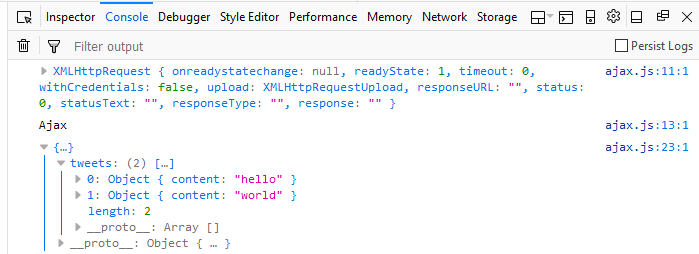 Inspector Console Debugger Style Editor Performance Memory Network Storage
Filter output Persist Logs
XMLHttpRequest { onreadystatechange: null, readyState: 1, timeout: 0, ajax.js:11:1
withCredentials: false, upload: XMLHttpRequestUpload, responseURL: "", status:
0, statusText: "", responseType: "", response: "" }
Ajax ajax.js:13:1
{…} ajax.js:23:1
tweets: (2) […]
0: Object { content: "hello" }
1: Object { content: "world" }
length: 2
__proto__: Array []
__proto__: Object { … }